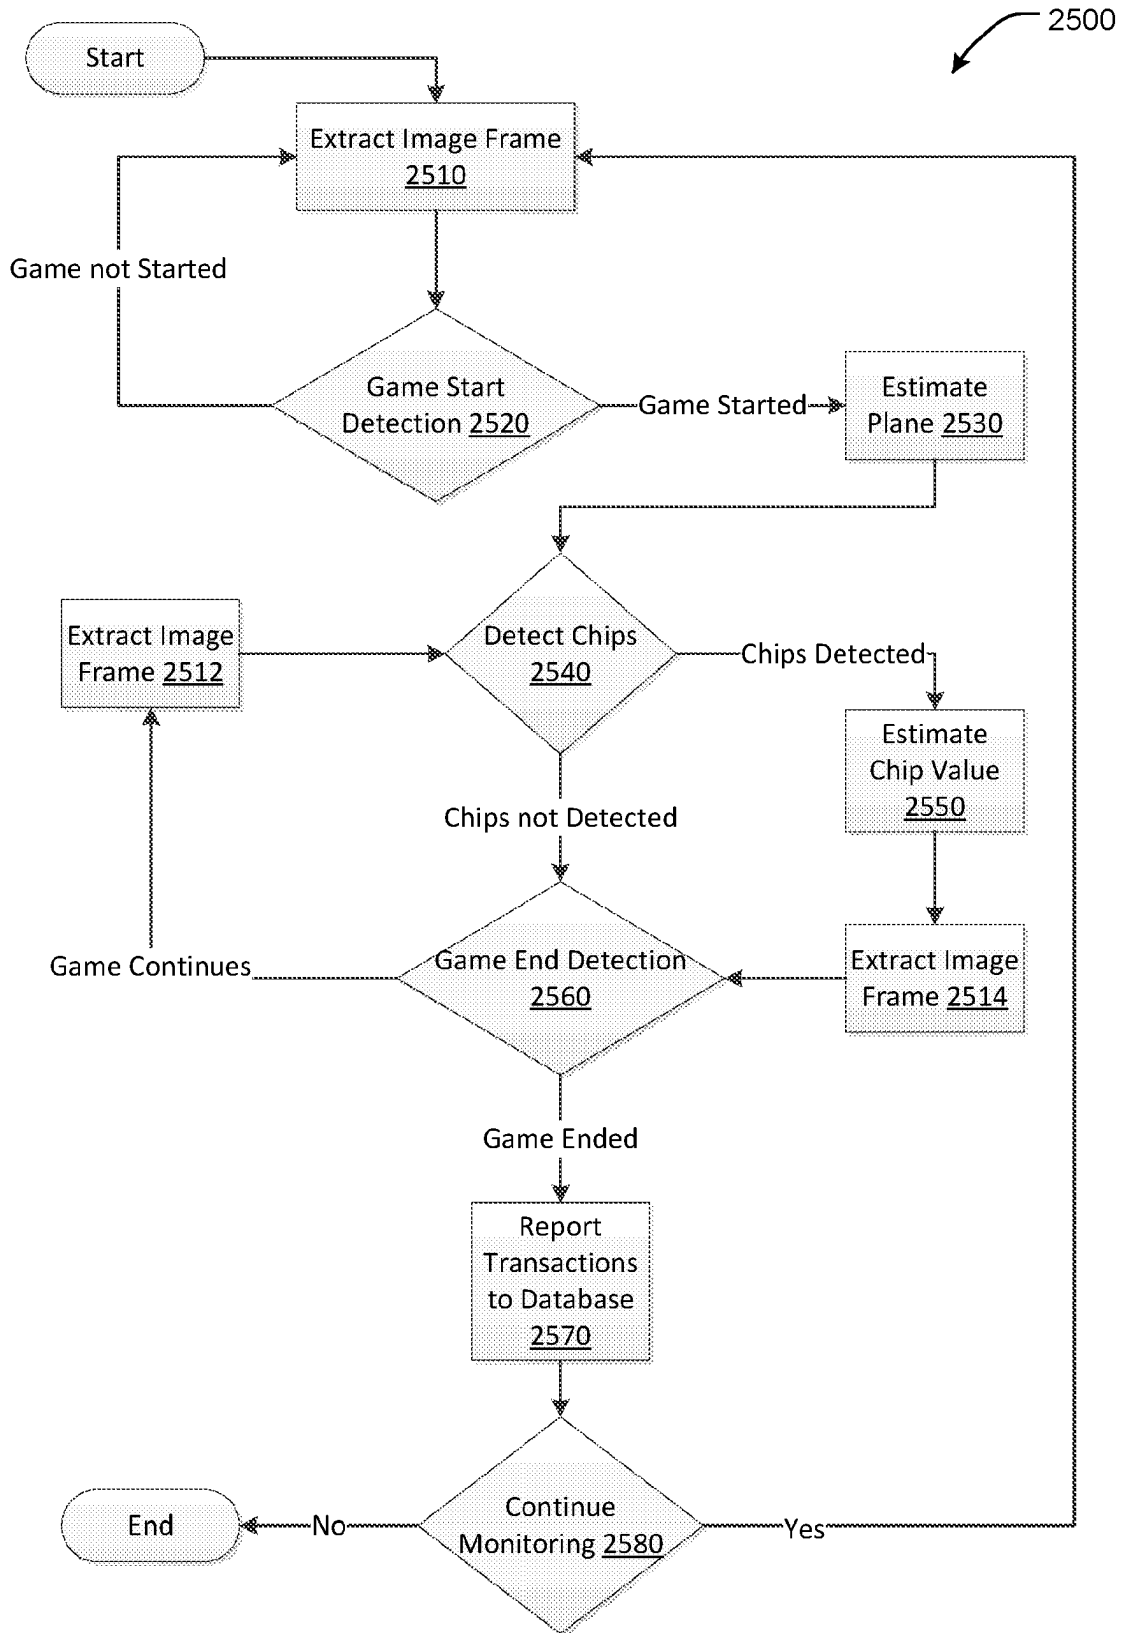 2500
Start
Extract Image Frame
2510
Game not Started
Game Start
Detection 2520
Game Started
Estimate
Plane 2530
Extract Image
Frame 2512
Detect Chips
2540
Chips Detected
Estimate
Chip Value
2550
Chips not Detected
Game Continues
Game End Detection
2560
Extract Image
Frame 2514
Game Ended
Report
Transactions
to Database
2570
End
No
Continue
Monitoring 2580
Yes